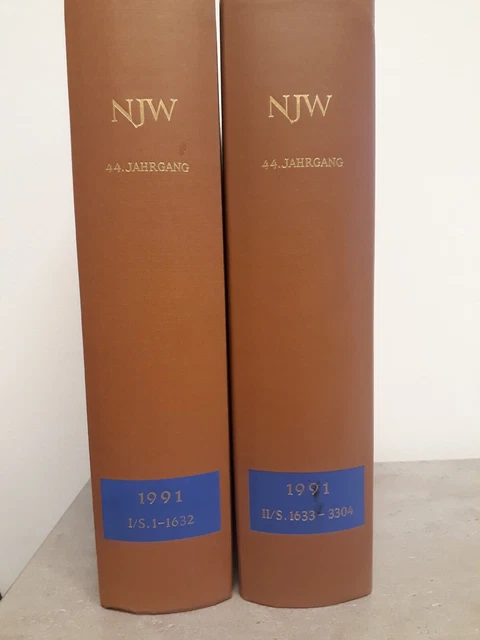 NJW
44. JAHRGANG
1991
I/S. 1-1632
NJW
44. JAHRGANG
1991
II/S. 1633-3304